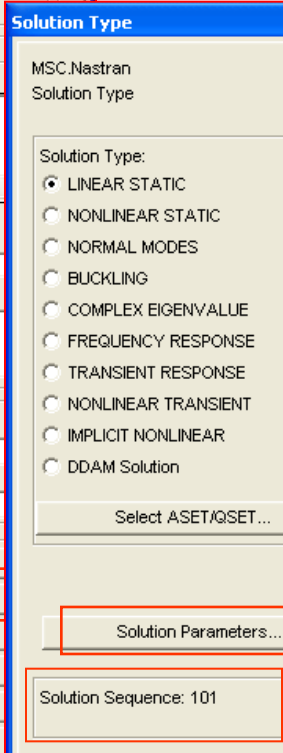 Solution Type
MSC.Nastran
Solution Type
Solution Type:
LINEAR STATIC
NONLINEAR STATIC
NORMAL MODES
BUCKLING
COMPLEX EIGENVALUE
FREQUENCY RESPONSE
TRANSIENT RESPONSE
NONLINEAR TRANSIENT
IMPLICIT NONLINEAR
DDAM Solution
Select ASET/QSET...
Solution Parameters...
Solution Sequence: 101